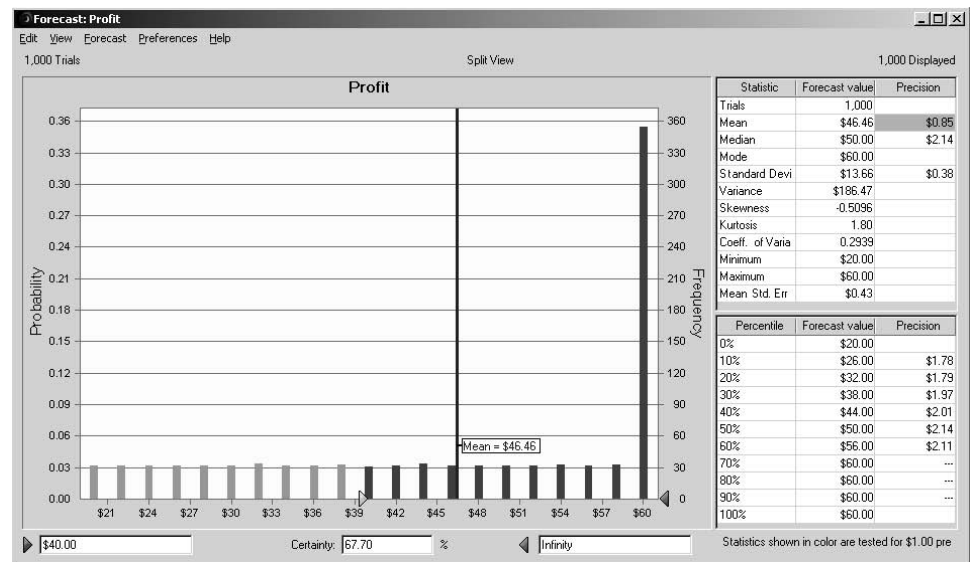 Forecast: Profit
Edit View Forecast Preferences Help
1,000 Trials Split View 1,000 Displayed
Profit
Probability
0.36
0.33
0.30
0.27
0.24
0.21
0.18
0.15
0.12
0.09
0.06
0.03
0.00
Mean = $46.46
360
330
300
270
240
210
180
150
120
90
60
30
0
Frequency
$21 $24 $27 $30 $33 $36 $39 $42 $45 $48 $51 $54 $57 $60
Statistic Forecast value Precision
Trials 1,000
Mean $46.46 $0.85
Median $50.00 $2.14
Mode $60.00
Standard Devi $13.66 $0.38
Variance $186.47
Skewness -0.5096
Kurtosis 1.80
Coeff. of Varia 0.2939
Minimum $20.00
Maximum $60.00
Mean Std. Err $0.43
Percentile Forecast value Precision
0% $20.00
10% $26.00 $1.78
20% $32.00 $1.79
30% $38.00 $1.97
40% $44.00 $2.01
50% $50.00 $2.14
60% $56.00 $2.11
70% $60.00 ---
80% $60.00 ---
90% $60.00 ---
100% $60.00
$40.00 Certainty: 67.70 % Infinity
Statistics shown in color are tested for $1.00 pre